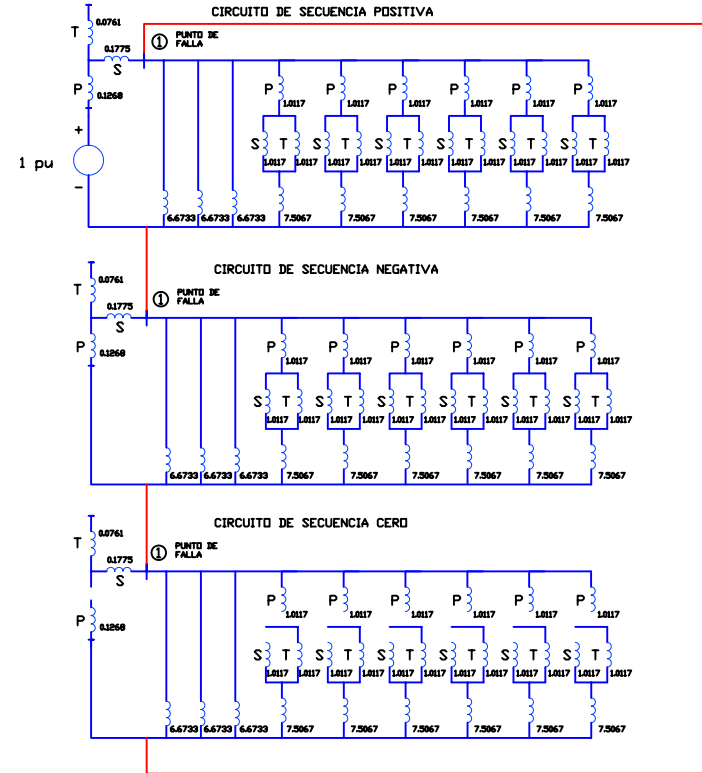 CIRCUITO DE SECUENCIA POSITIVA
T 0.0761
0.1775
S
1 PUNTO DE
FALLA
P 0.1268
+
1 pu
-
P P P P P P
1.0117 1.0117 1.0117 1.0117 1.0117 1.0117
S T S T S T S T S T S T
1.0117 1.0117 1.0117 1.0117 1.0117 1.0117 1.0117 1.0117 1.0117 1.0117 1.0117 1.0117
6.6733 6.6733 6.6733 7.5067 7.5067 7.5067 7.5067 7.5067 7.5067
CIRCUITO DE SECUENCIA NEGATIVA
T 0.0761
0.1775
S
1 PUNTO DE
FALLA
P 0.1268
P P P P P P
1.0117 1.0117 1.0117 1.0117 1.0117 1.0117
S T S T S T S T S T S T
1.0117 1.0117 1.0117 1.0117 1.0117 1.0117 1.0117 1.0117 1.0117 1.0117 1.0117 1.0117
6.6733 6.6733 6.6733 7.5067 7.5067 7.5067 7.5067 7.5067 7.5067
CIRCUITO DE SECUENCIA CERO
T 0.0761
0.1775
S
1 PUNTO DE
FALLA
P 0.1268
P P P P P P
1.0117 1.0117 1.0117 1.0117 1.0117 1.0117
S T S T S T S T S T S T
1.0117 1.0117 1.0117 1.0117 1.0117 1.0117 1.0117 1.0117 1.0117 1.0117 1.0117 1.0117
6.6733 6.6733 6.6733 7.5067 7.5067 7.5067 7.5067 7.5067 7.5067